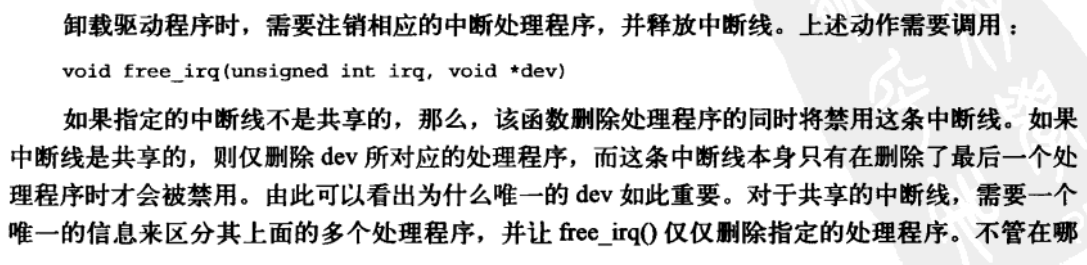 卸载驱动程序时，需要注销相应的中断处理程序，并释放中断线。上述动作需要调用：
void free_irq(unsigned int irq, void *dev)
如果指定的中断线不是共享的，那么，该函数删除处理程序的同时将禁用这条中断线。如果
中断线是共享的，则仅删除 dev 所对应的处理程序，而这条中断线本身只有在删除了最后一个处
理程序时才会被禁用。由此可以看出为什么唯一的 dev 如此重要。对于共享的中断线，需要一个
唯一的信息来区分其上面的多个处理程序，并让 free_irq() 仅仅删除指定的处理程序。不管在哪